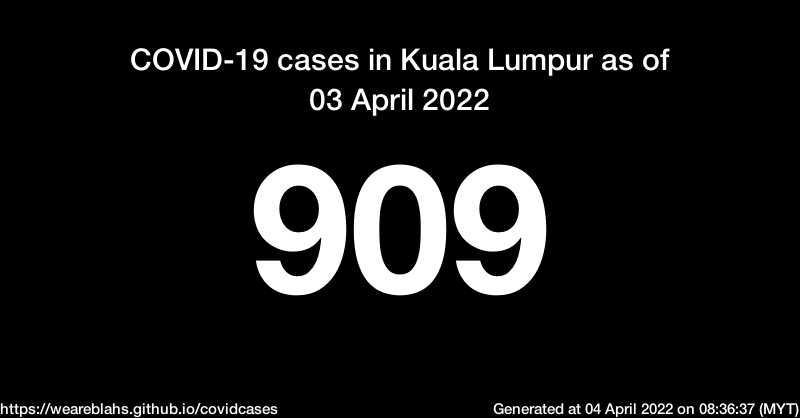 COVID-19 cases in Kuala Lumpur as of
03 April 2022
909
https://weareblahs.github.io/covidcases
Generated at 04 April 2022 on 08:36:37 (MYT)